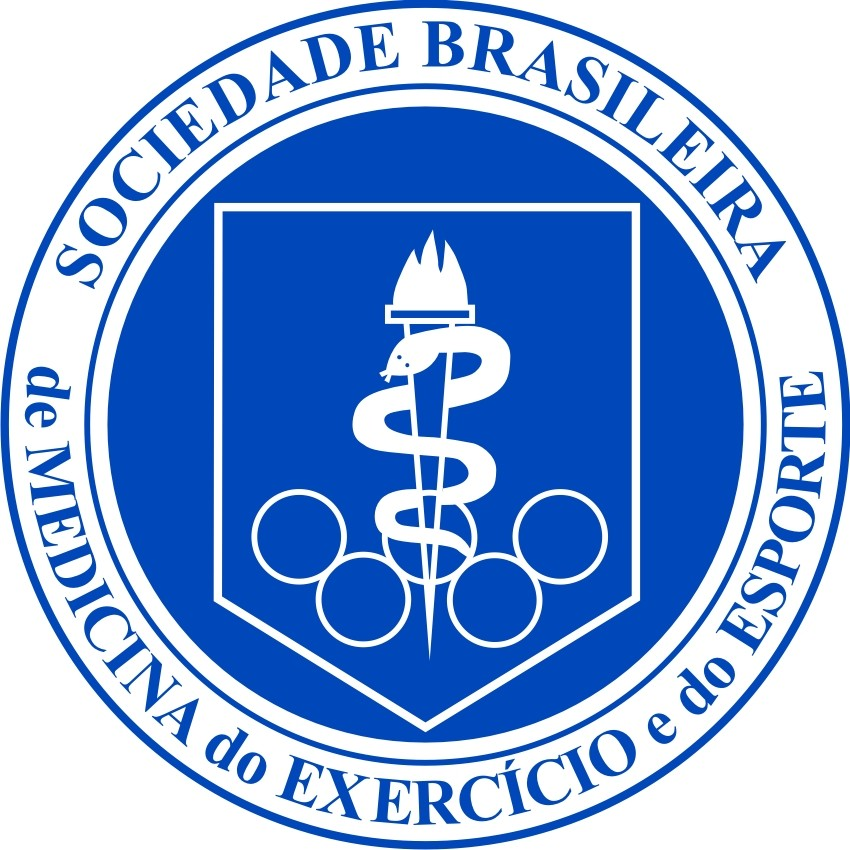 SOCIEDADE BRASILEIRA
de MEDICINA do EXERCÍCIO e do ESPORTE